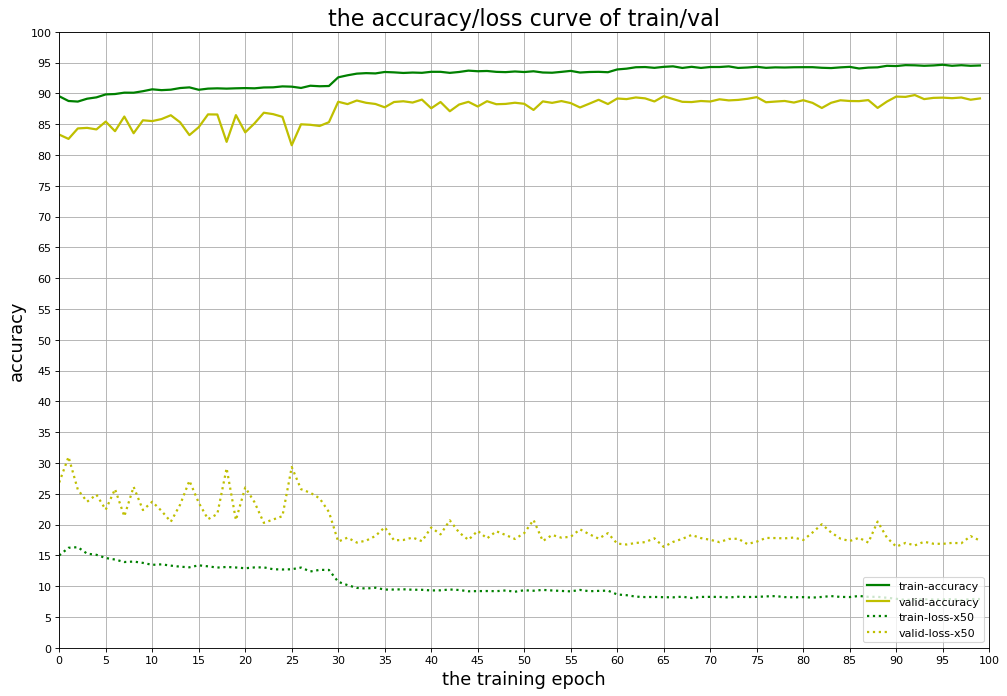 the accuracy/loss curve of train/val
accuracy
100
95
90
85
80
75
70
65
60
55
50
45
40
35
30
25
20
15
10
5
0
0 5 10 15 20 25 30 35 40 45 50 55 60 65 70 75 80 85 90 95 100
the training epoch
train-accuracy
valid-accuracy
train-loss-x50
valid-loss-x50